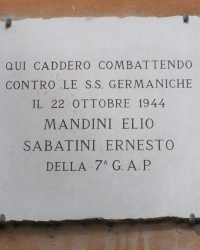 QUI CADDERO COMBATTENDO
CONTRO LE S.S. GERMANICHE
IL 22 OTTOBRE 1944
MANDINI ELIO
SABATINI ERNESTO
DELLA 7ª G.A.P.